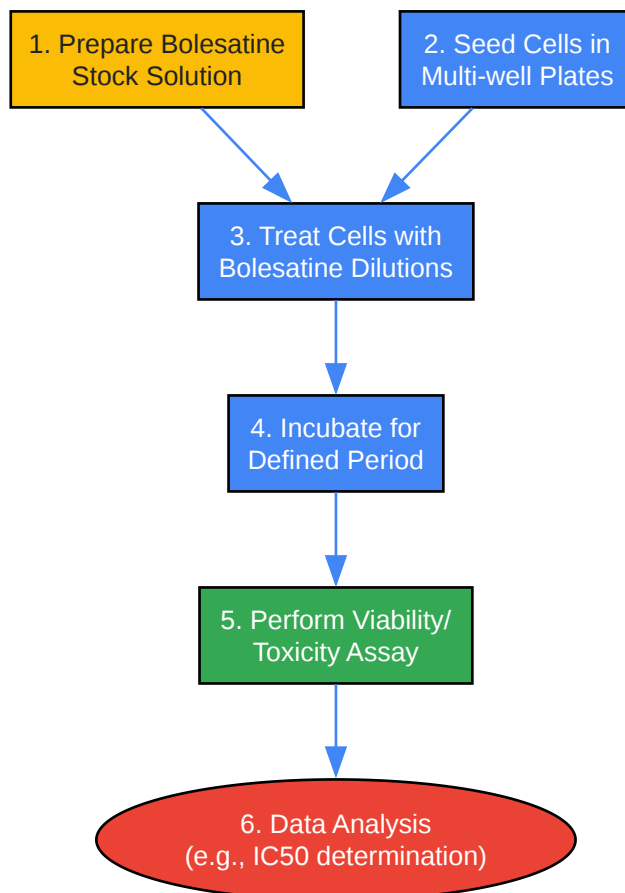 1. Prepare Bolesatine
Stock Solution
2. Seed Cells in
Multi-well Plates
3. Treat Cells with
Bolesatine Dilutions
4. Incubate for
Defined Period
5. Perform Viability/
Toxicity Assay
6. Data Analysis
(e.g., IC50 determination)